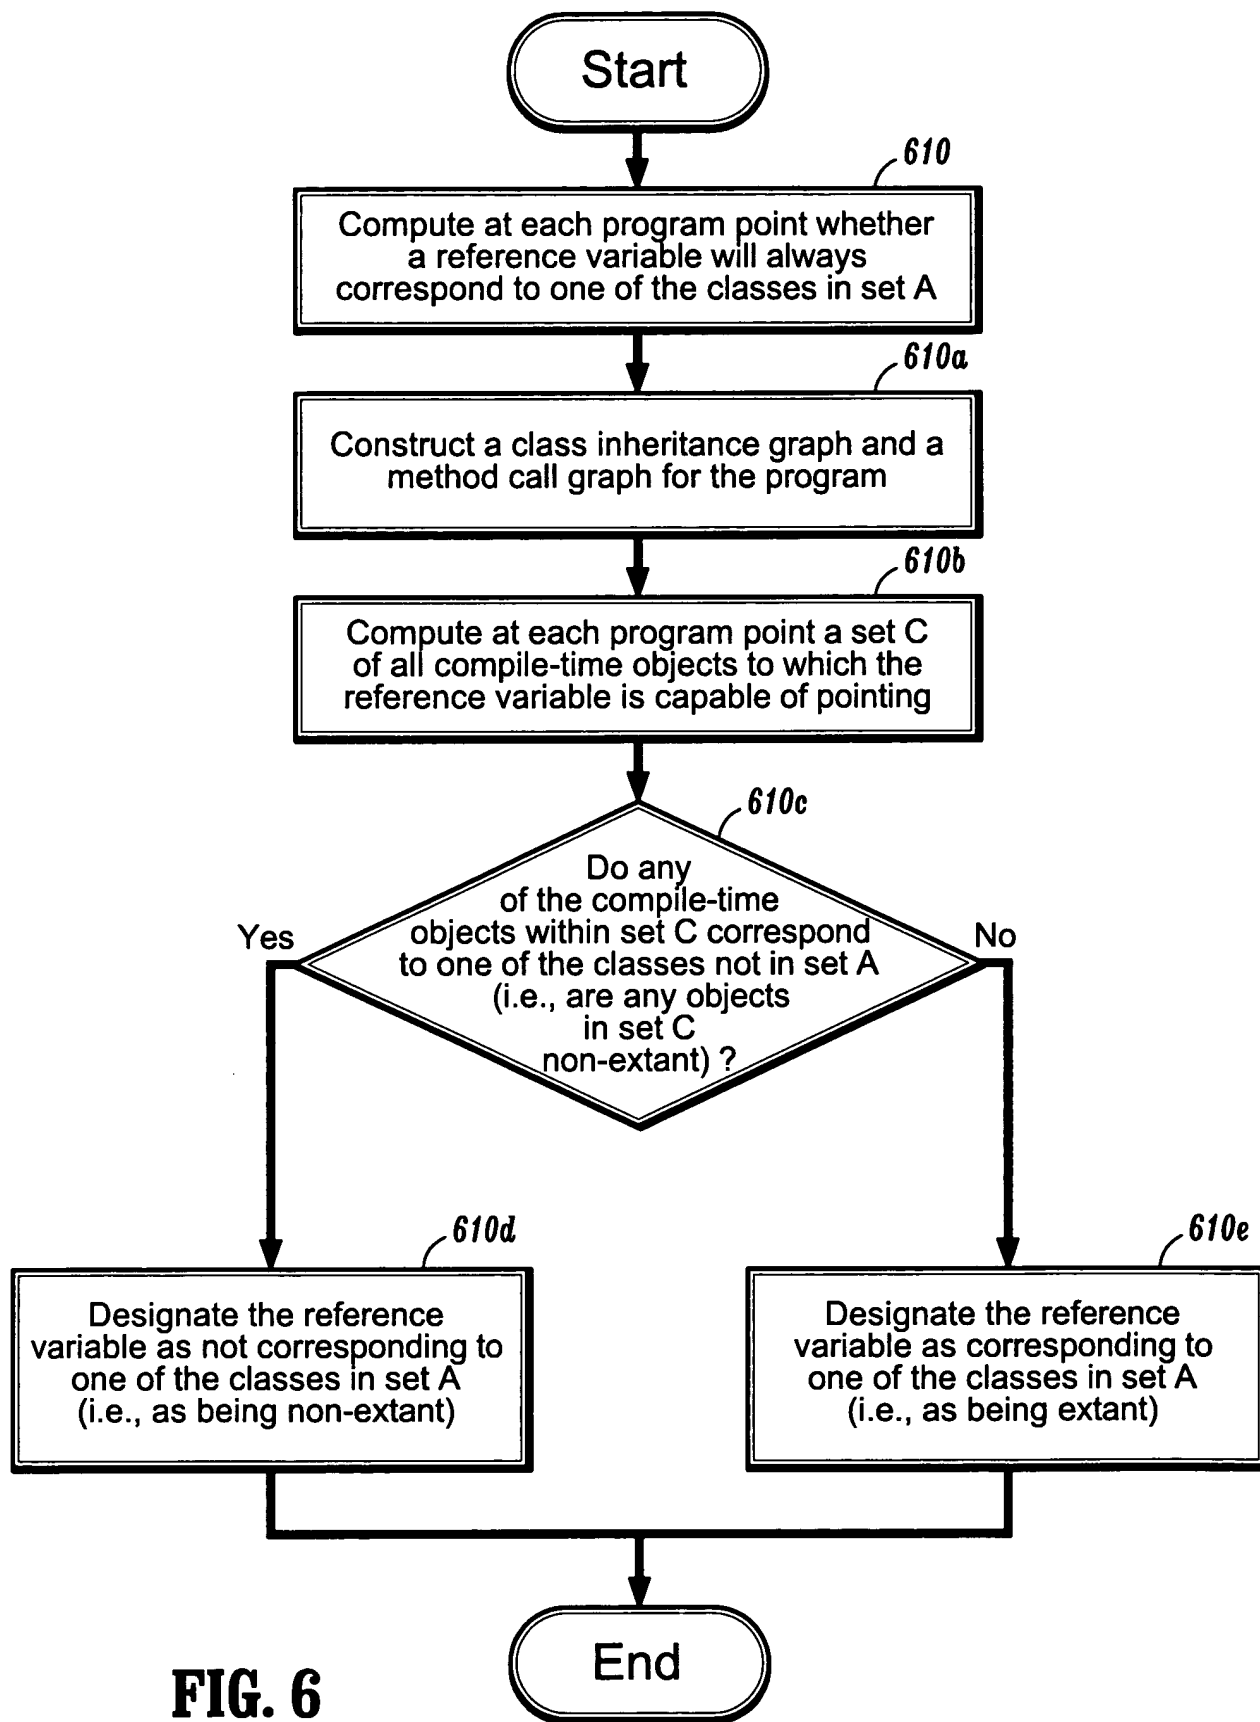 Start
610
Compute at each program point whether
a reference variable will always
correspond to one of the classes in set A
610a
Construct a class inheritance graph and a
method call graph for the program
610b
Compute at each program point a set C
of all compile-time objects to which the
reference variable is capable of pointing
610c
Do any
of the compile-time
objects within set C correspond
to one of the classes not in set A
(i.e., are any objects
in set C
non-extant) ?
Yes
No
610d
Designate the reference
variable as not corresponding to
one of the classes in set A
(i.e., as being non-extant)
610e
Designate the reference
variable as corresponding to
one of the classes in set A
(i.e., as being extant)
End
FIG. 6